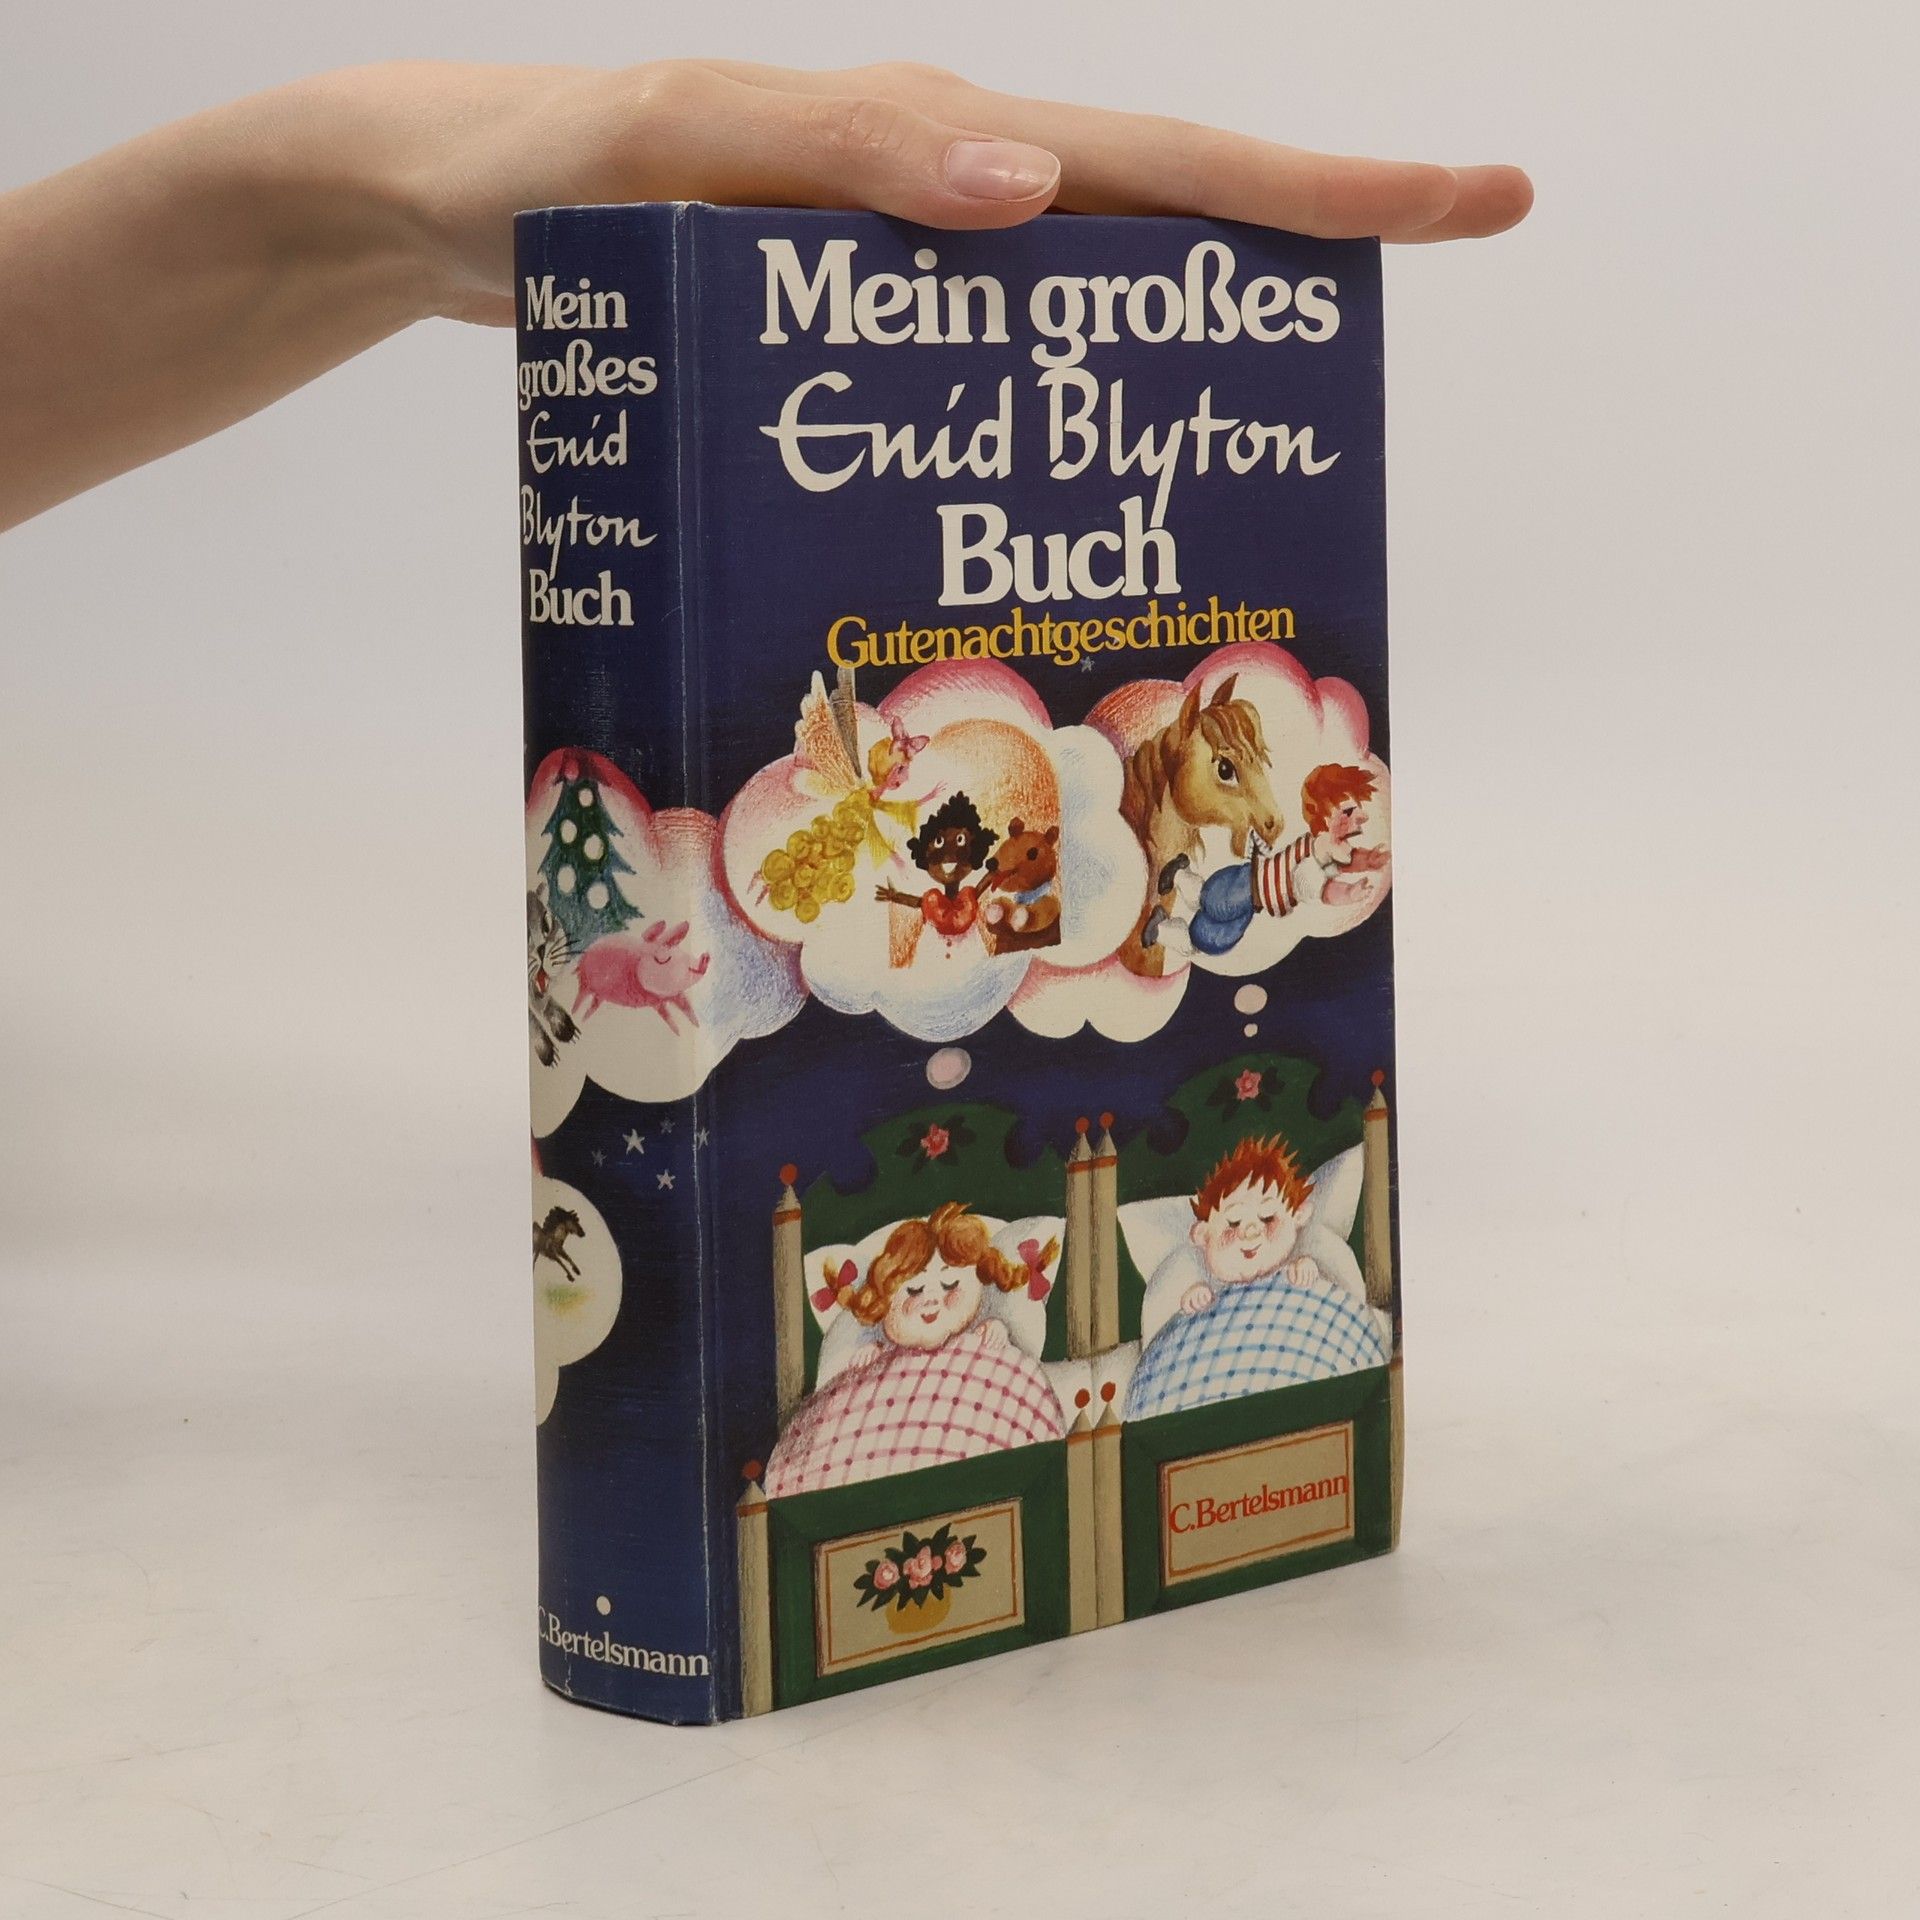 Mein
großes
Enid
Blyton
Buch
C.Bertelsmann
Mein großes
Enid Blyton
Buch
Gutenachtgeschichten
C.Bertelsmann